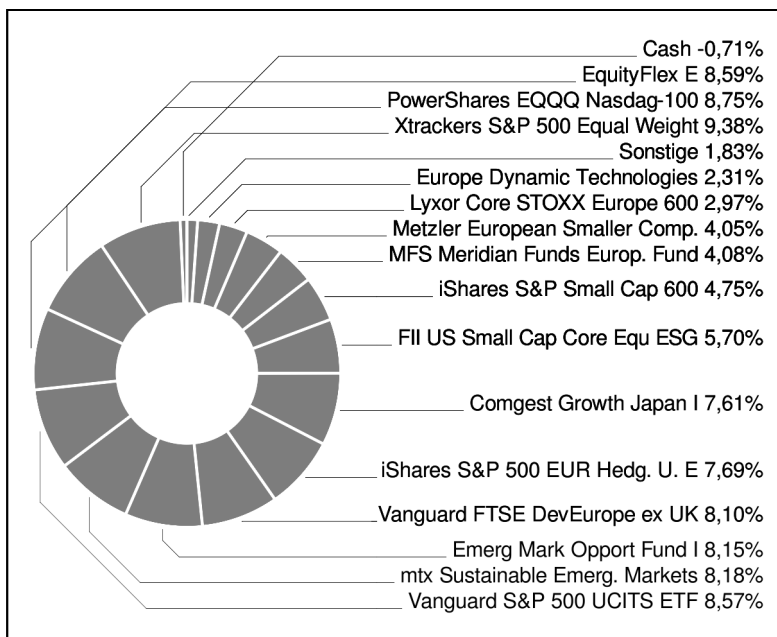 Cash -0,71%
EquityFlex E 8,59%
PowerShares EQQQ Nasdag-100 8,75%
Xtrackers S&P 500 Equal Weight 9,38%
Sonstige 1,83%
Europe Dynamic Technologies 2,31%
Lyxor Core STOXX Europe 600 2,97%
Metzler European Smaller Comp. 4,05%
MFS Meridian Funds Europ. Fund 4,08%
iShares S&P Small Cap 600 4,75%
FII US Small Cap Core Equ ESG 5,70%
Comgest Growth Japan I 7,61%
iShares S&P 500 EUR Hedg. U. E 7,69%
Vanguard FTSE DevEurope ex UK 8,10%
Emerg Mark Opport Fund I 8,15%
mtx Sustainable Emerg. Markets 8,18%
Vanguard S&P 500 UCITS ETF 8,57%